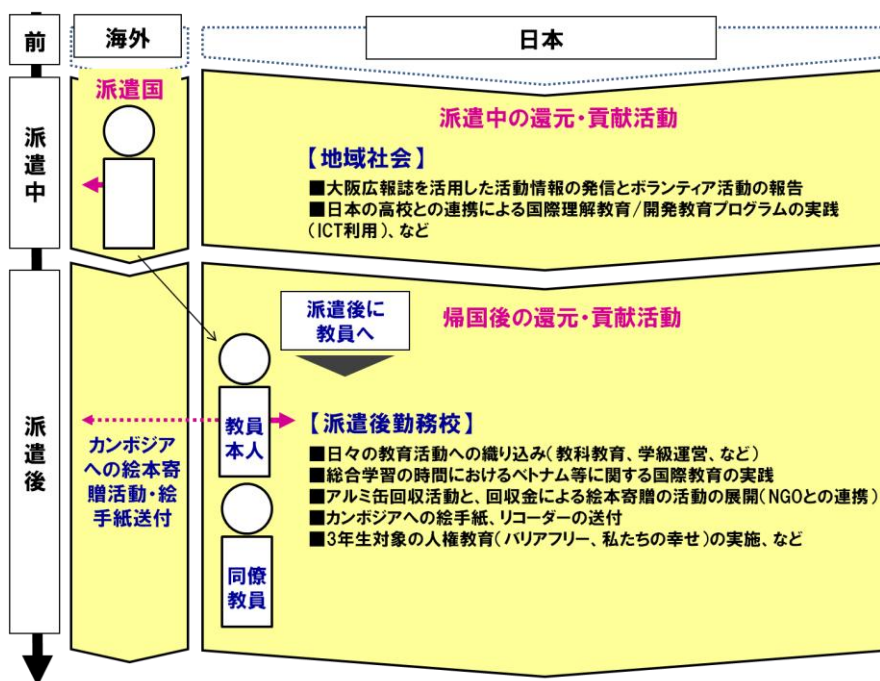 前
海外
日本
派遣中
派遣国
派遣中の還元・貢献活動
【地域社会】
■大阪広報誌を活用した活動情報の発信とボランティア活動の報告
■日本の高校との連携による国際理解教育/開発教育プログラムの実践
(ICT利用)、など
派遣後
派遣後に
教員へ
帰国後の還元・貢献活動
カンボジア
への絵本寄
贈活動・絵
手紙送付
教員
本人
【派遣後勤務校】
■日々の教育活動への織り込み(教科教育、学級運営、など)
■総合学習の時間におけるベトナム等に関する国際教育の実践
■アルミ缶回収活動と、回収金による絵本寄贈の活動の展開(NGOとの連携)
■カンボジアへの絵手紙、リコーダーの送付
■3年生対象の人権教育(バリアフリー、私たちの幸せ)の実施、など
同僚
教員